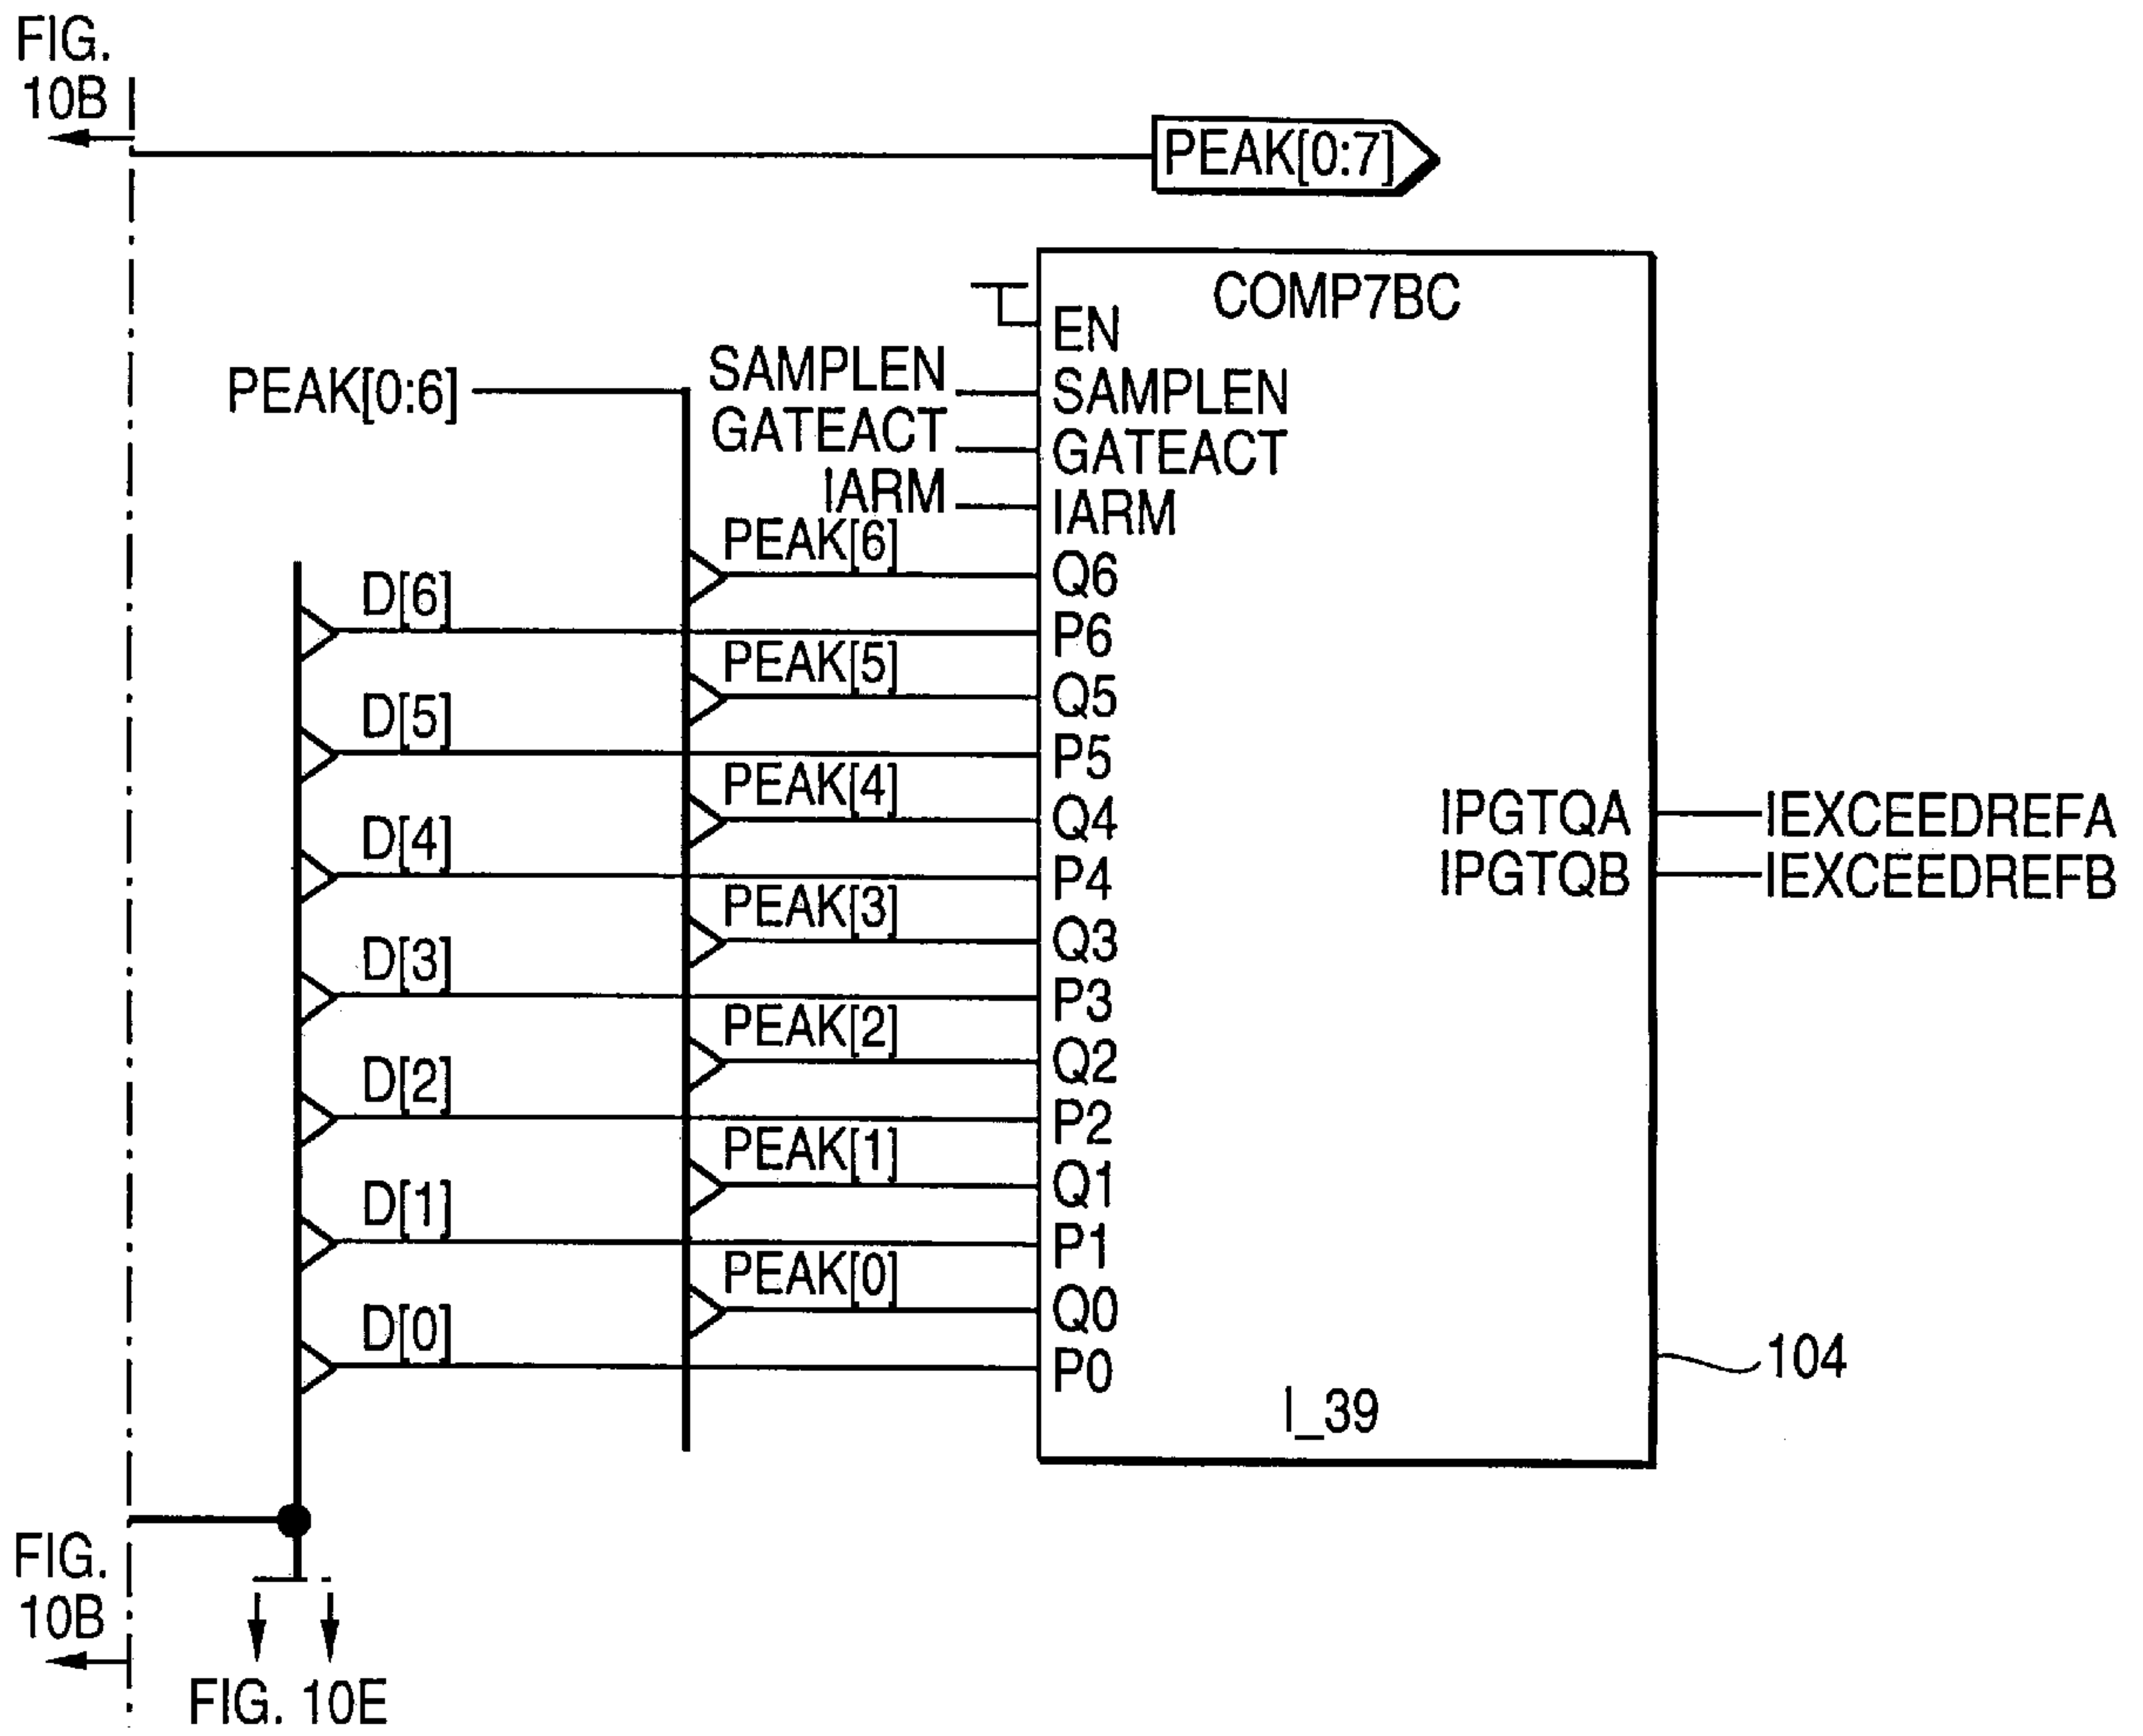 FIG.
10B
PEAK[0:7]
COMP7BC
EN
SAMPLEN
SAMPLEN
PEAK[0:6]
GATEACT
GATEACT
IARM
IARM
PEAK[6]
Q6
D[6]
P6
PEAK[5]
Q5
D[5]
P5
PEAK[4]
Q4
IPGTQA
IEXCEEDREFA
D[4]
P4
IPGTQB
IEXCEEDREFB
PEAK[3]
Q3
D[3]
P3
PEAK[2]
Q2
D[2]
P2
PEAK[1]
Q1
D[1]
P1
PEAK[0]
Q0
D[0]
P0
104
I_39
FIG.
10B
FIG. 10E